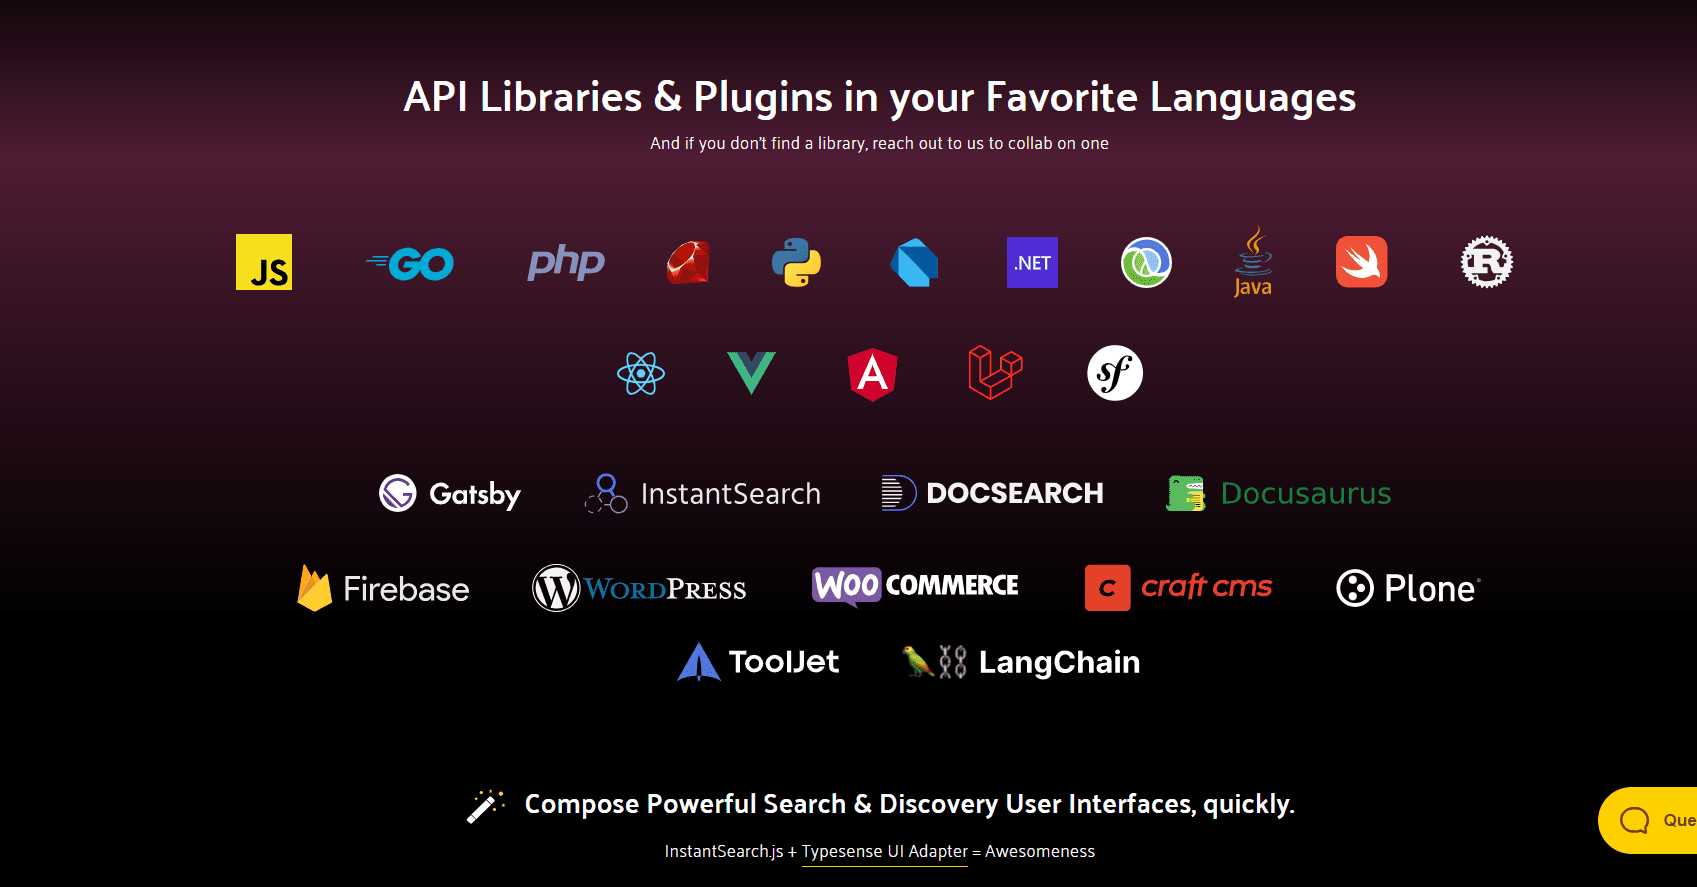 API Libraries & Plugins in your Favorite Languages
And if you don't find a library, reach out to us to collab on one
JS GO php .NET Java R
A sf
Gatsby InstantSearch DOCSEARCH Docusaurus
Firebase WORDPRESS WOO COMMERCE craft cms Plone
ToolJet LangChain
Compose Powerful Search & Discovery User Interfaces, quickly.
Que
InstantSearch.js + Typesense UI Adapter = Awesomeness